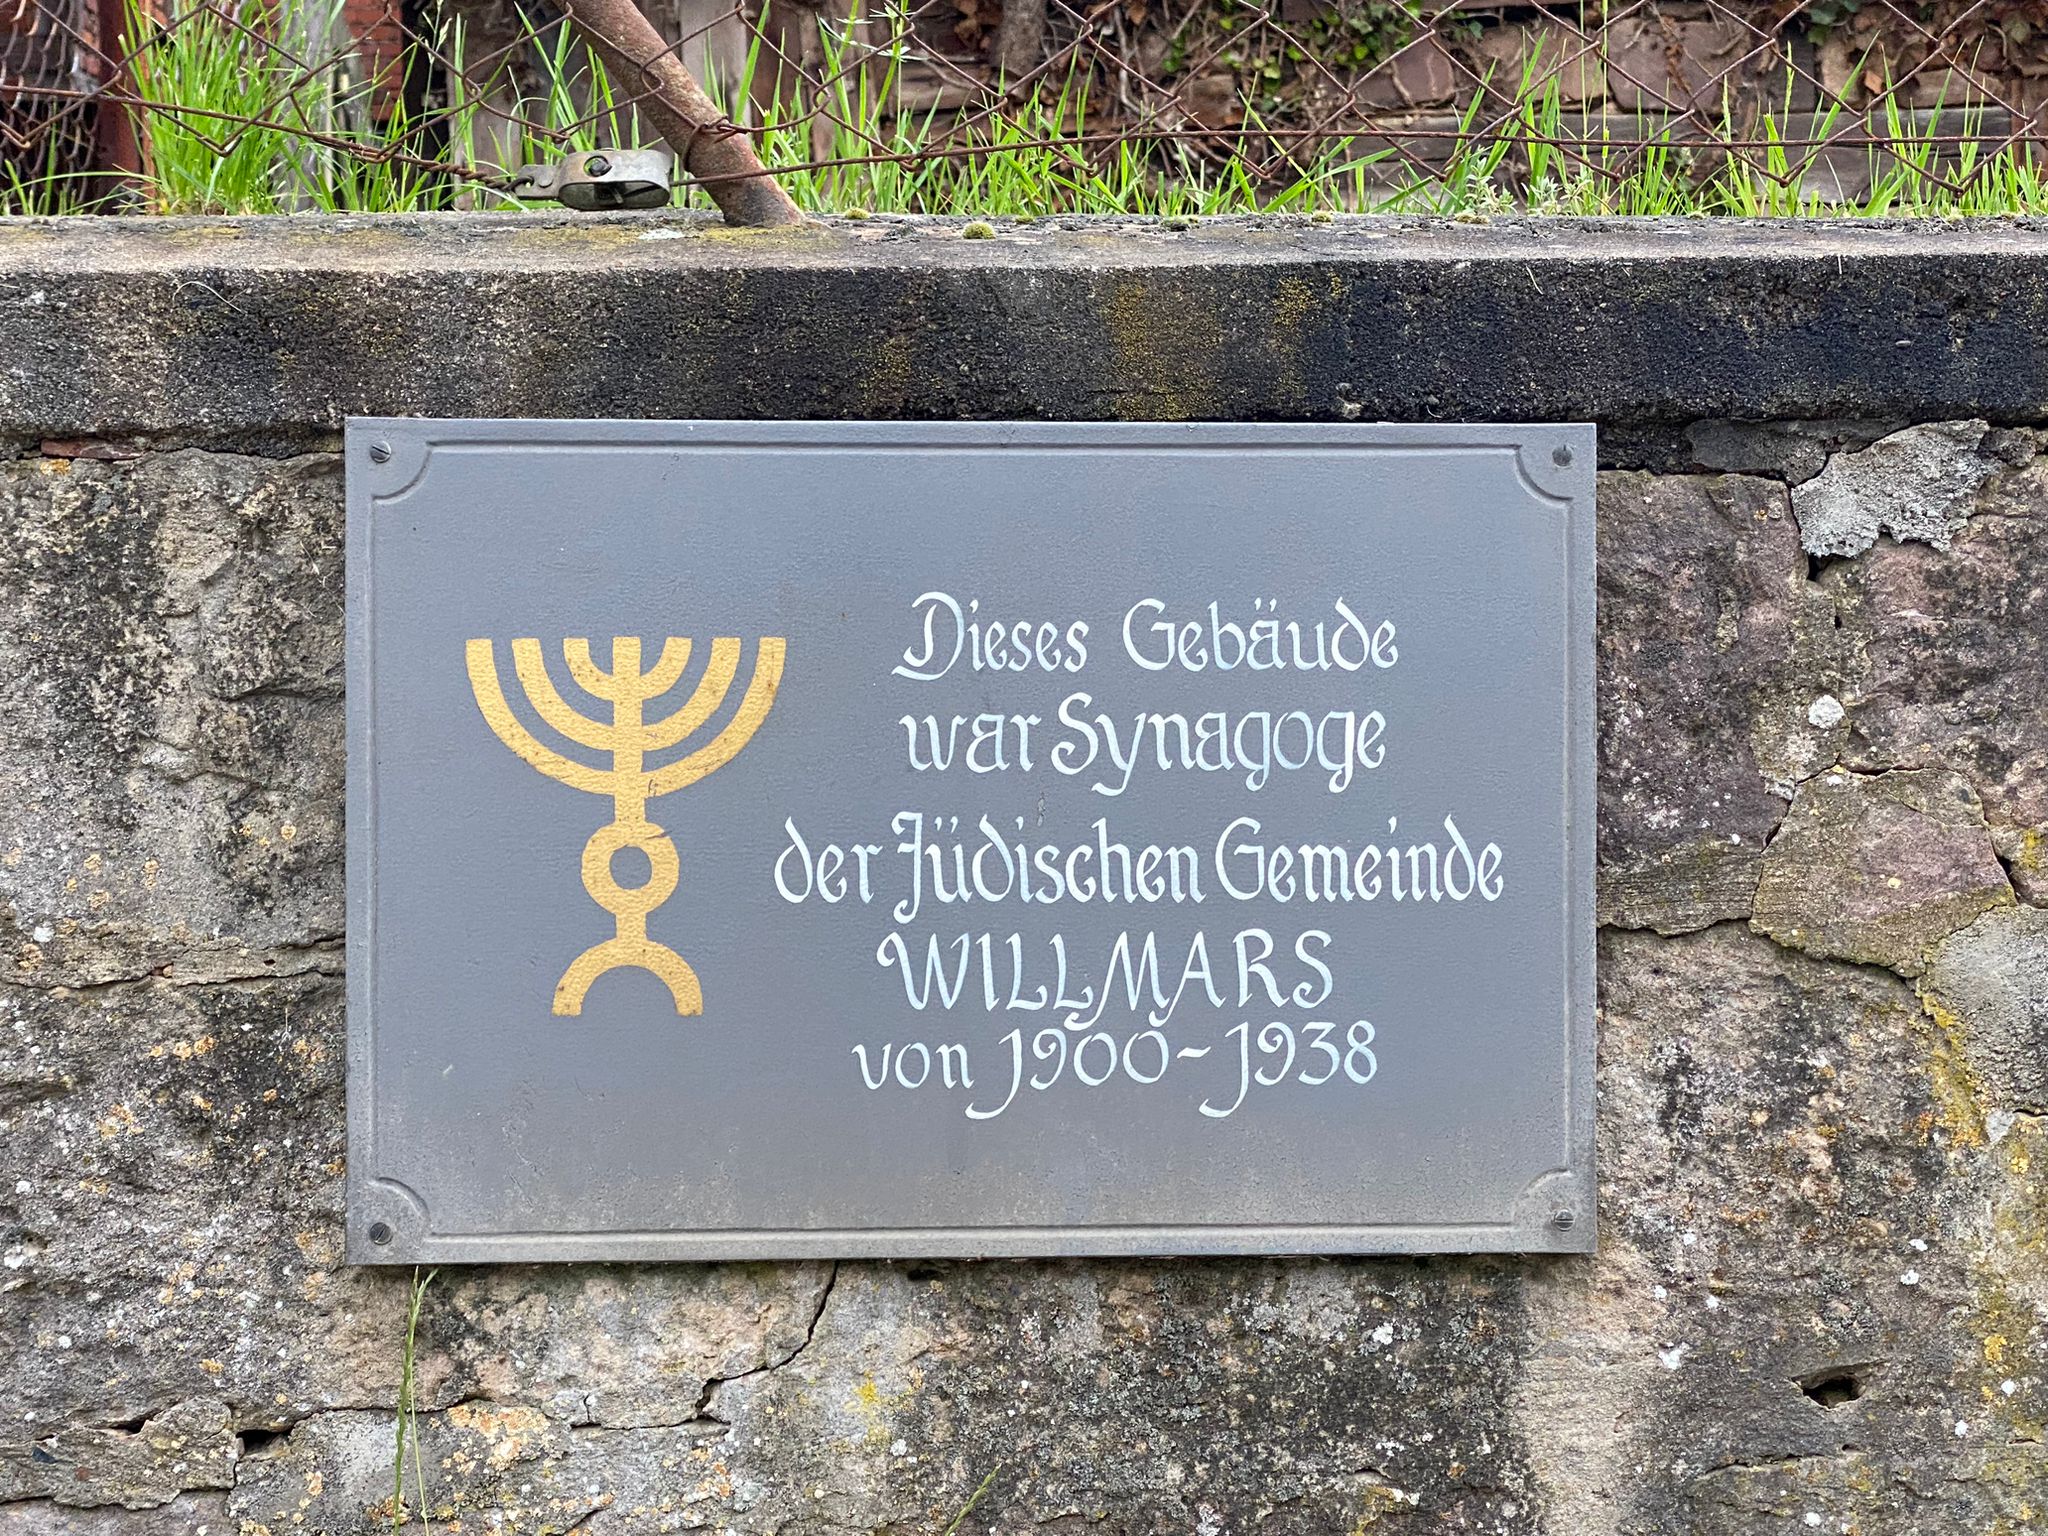 Dieses Gebäude
war Synagoge
der Jüdischen Gemeinde
WILLMARS
von 1900-1938